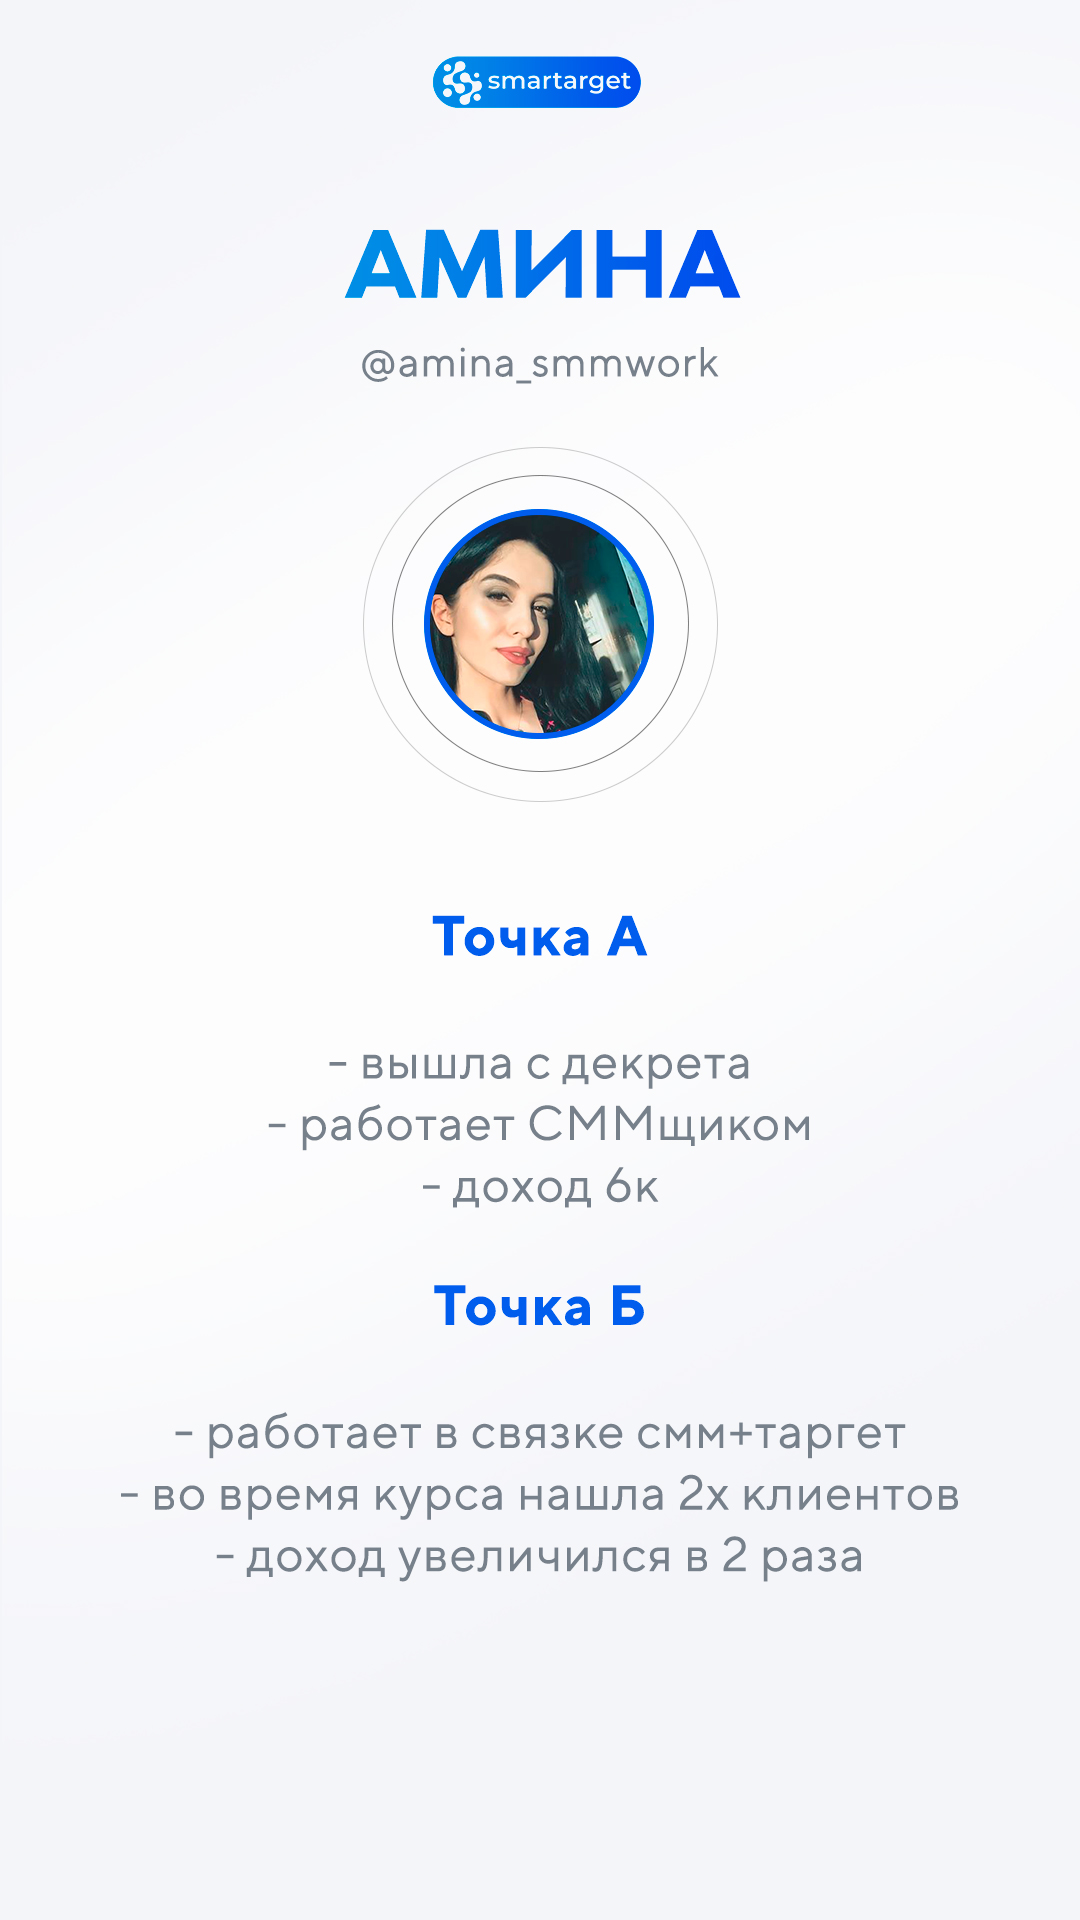 smartarget
АМИНА
@amina_smmwork
Точка А
- вышла с декрета
- работает СММщиком
- доход 6к
Точка Б
- работает в связке смм+таргет
- во время курса нашла 2х клиентов
- доход увеличился в 2 раза